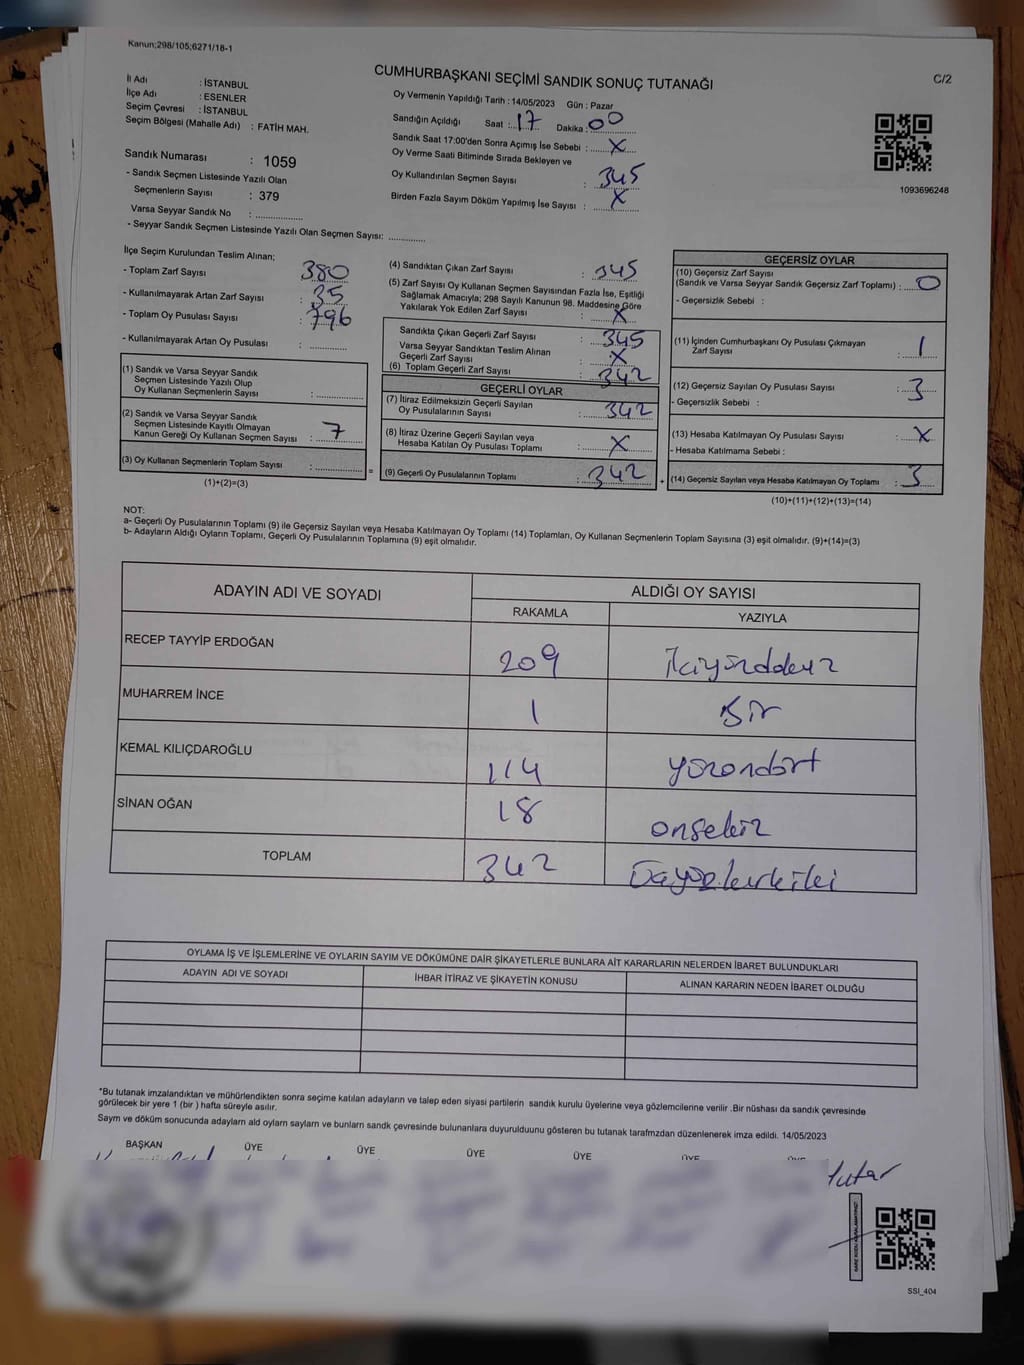 Kanun;298/105;6271/18-1
CUMHURBAŞKANI SEÇİMİ SANDIK SONUÇ TUTANAĞI
C/2
İl Adı : İSTANBUL
İlçe Adı : ESENLER
Seçim Çevresi : İSTANBUL
Seçim Bölgesi (Mahalle Adı) : FATİH MAH.
Sandık Numarası : 1059
- Sandık Seçmen Listesinde Yazılı Olan
Seçmenlerin Sayısı : 379
Varsa Seyyar Sandık No : ..............
- Seyyar Sandık Seçmen Listesinde Yazılı Olan Seçmen Sayısı: ............
Oy Vermenin Yapıldığı Tarih : 14/05/2023 Gün : Pazar
Sandığın Açıldığı Saat : 17 Dakika : 00
Sandık Saat 17:00'den Sonra Açımış İse Sebebi : X
Oy Verme Saati Bitiminde Sırada Bekleyen ve
Oy Kullandırılan Seçmen Sayısı : 345
Birden Fazla Sayım Döküm Yapılmış İse Sayısı : X
1093696248
İlçe Seçim Kurulundan Teslim Alınan;
- Toplam Zarf Sayısı : 380
- Kullanılmayarak Artan Zarf Sayısı : 35
- Toplam Oy Pusulası Sayısı : 796
- Kullanılmayarak Artan Oy Pusulası : ..........
(1) Sandık ve Varsa Seyyar Sandık
Seçmen Listesinde Yazılı Olup
Oy Kullanan Seçmenlerin Sayısı : ..............
(2) Sandık ve Varsa Seyyar Sandık
Seçmen Listesinde Kayıtlı Olmayan
Kanun Gereği Oy Kullanan Seçmen Sayısı : 7
(3) Oy Kullanan Seçmenlerin Toplam Sayısı : ..............
(1)+(2)=(3)
=
(4) Sandıktan Çıkan Zarf Sayısı : 345
(5) Zarf Sayısı Oy Kullanan Seçmen Sayısından Fazla İse, Eşitliği
Sağlamak Amacıyla; 298 Sayılı Kanunun 98. Maddesine Göre
Yakılarak Yok Edilen Zarf Sayısı : X
Sandıkta Çıkan Geçerli Zarf Sayısı : 345
Varsa Seyyar Sandıktan Teslim Alınan
Geçerli Zarf Sayısı : X
(6) Toplam Geçerli Zarf Sayısı : 342
GEÇERLİ OYLAR
(7) İtiraz Edilmeksizin Geçerli Sayılan
Oy Pusulalarının Sayısı : 342
(8) İtiraz Üzerine Geçerli Sayılan veya
Hesaba Katılan Oy Pusulası Toplamı : X
(9) Geçerli Oy Pusulalarının Toplamı : 342
+
GEÇERSİZ OYLAR
(10) Geçersiz Zarf Sayısı
(Sandık ve Varsa Seyyar Sandık Geçersiz Zarf Toplamı) : 0
- Geçersizlik Sebebi :
(11) İçinden Cumhurbaşkanı Oy Pusulası Çıkmayan
Zarf Sayısı : 1
(12) Geçersiz Sayılan Oy Pusulası Sayısı : 3
- Geçersizlik Sebebi :
(13) Hesaba Katılmayan Oy Pusulası Sayısı : X
- Hesaba Katılmama Sebebi :
(14) Geçersiz Sayılan veya Hesaba Katılmayan Oy Toplamı : 3
(10)+(11)+(12)+(13)=(14)
NOT:
a- Geçerli Oy Pusulalarının Toplamı (9) ile Geçersiz Sayılan veya Hesaba Katılmayan Oy Toplamı (14) Toplamları, Oy Kullanan Seçmenlerin Toplam Sayısına (3) eşit olmalıdır. (9)+(14)=(3)
b- Adayların Aldığı Oyların Toplamı, Geçerli Oy Pusulalarının Toplamına (9) eşit olmalıdır.
ADAYIN ADI VE SOYADI
ALDIĞI OY SAYISI
RAKAMLA YAZIYLA
RECEP TAYYİP ERDOĞAN 209 ikiyüzdokuz
MUHARREM İNCE 1 Bir
KEMAL KILIÇDAROĞLU 114 yüzondört
SİNAN OĞAN 18 onsekiz
TOPLAM 342 üçyüzkırkiki
OYLAMA İŞ VE İŞLEMLERİNE VE OYLARIN SAYIM VE DÖKÜMÜNE DAİR ŞİKAYETLERLE BUNLARA AİT KARARLARIN NELERDEN İBARET BULUNDUKLARI
ADAYIN ADI VE SOYADI İHBAR İTİRAZ VE ŞİKAYETİN KONUSU ALINAN KARARIN NEDEN İBARET OLDUĞU
*Bu tutanak imzalandıktan ve mühürlendikten sonra seçime katılan adayların ve talep eden siyasi partilerin sandık kurulu üyelerine veya gözlemcilerine verilir .Bir nüshası da sandık çevresinde
görülecek bir yere 1 (bir ) hafta süreyle asılır.
Sayım ve döküm sonucunda adayların ald oyların sayların ve bunların sandk çevresinde bulunanlara duyurulduunu gösteren bu tutanak tarafmzdan düzenlenerek imza edildi. 14/05/2023
BAŞKAN ÜYE ÜYE ÜYE ÜYE ÜYE ÜYE
KARE KODU KARALAMAYINIZ!
SSI_404